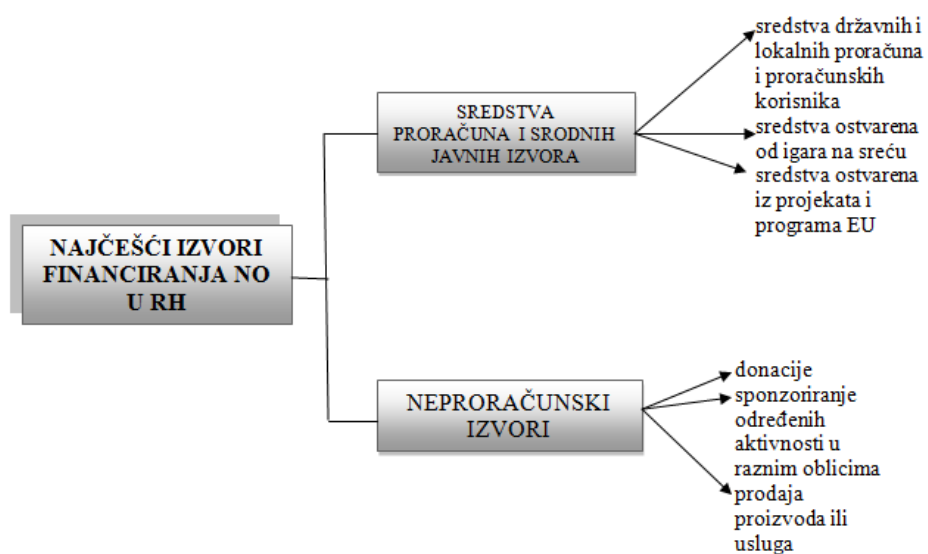 NAJČEŠĆI IZVORI
FINANCIRANJA NO
U RH
SREDSTVA
PRORAČUNA I SRODNIH
JAVNIH IZVORA
sredstva državnih i
lokalnih proračuna
i proračunskih
korisnika
sredstva ostvarena
od igara na sreću
sredstva ostvarena
iz projekata i
programa EU
NEPRORAČUNSKI
IZVORI
donacije
sponzoriranje
određenih
aktivnosti u
raznim oblicima
prodaja
proizvoda ili
usluga